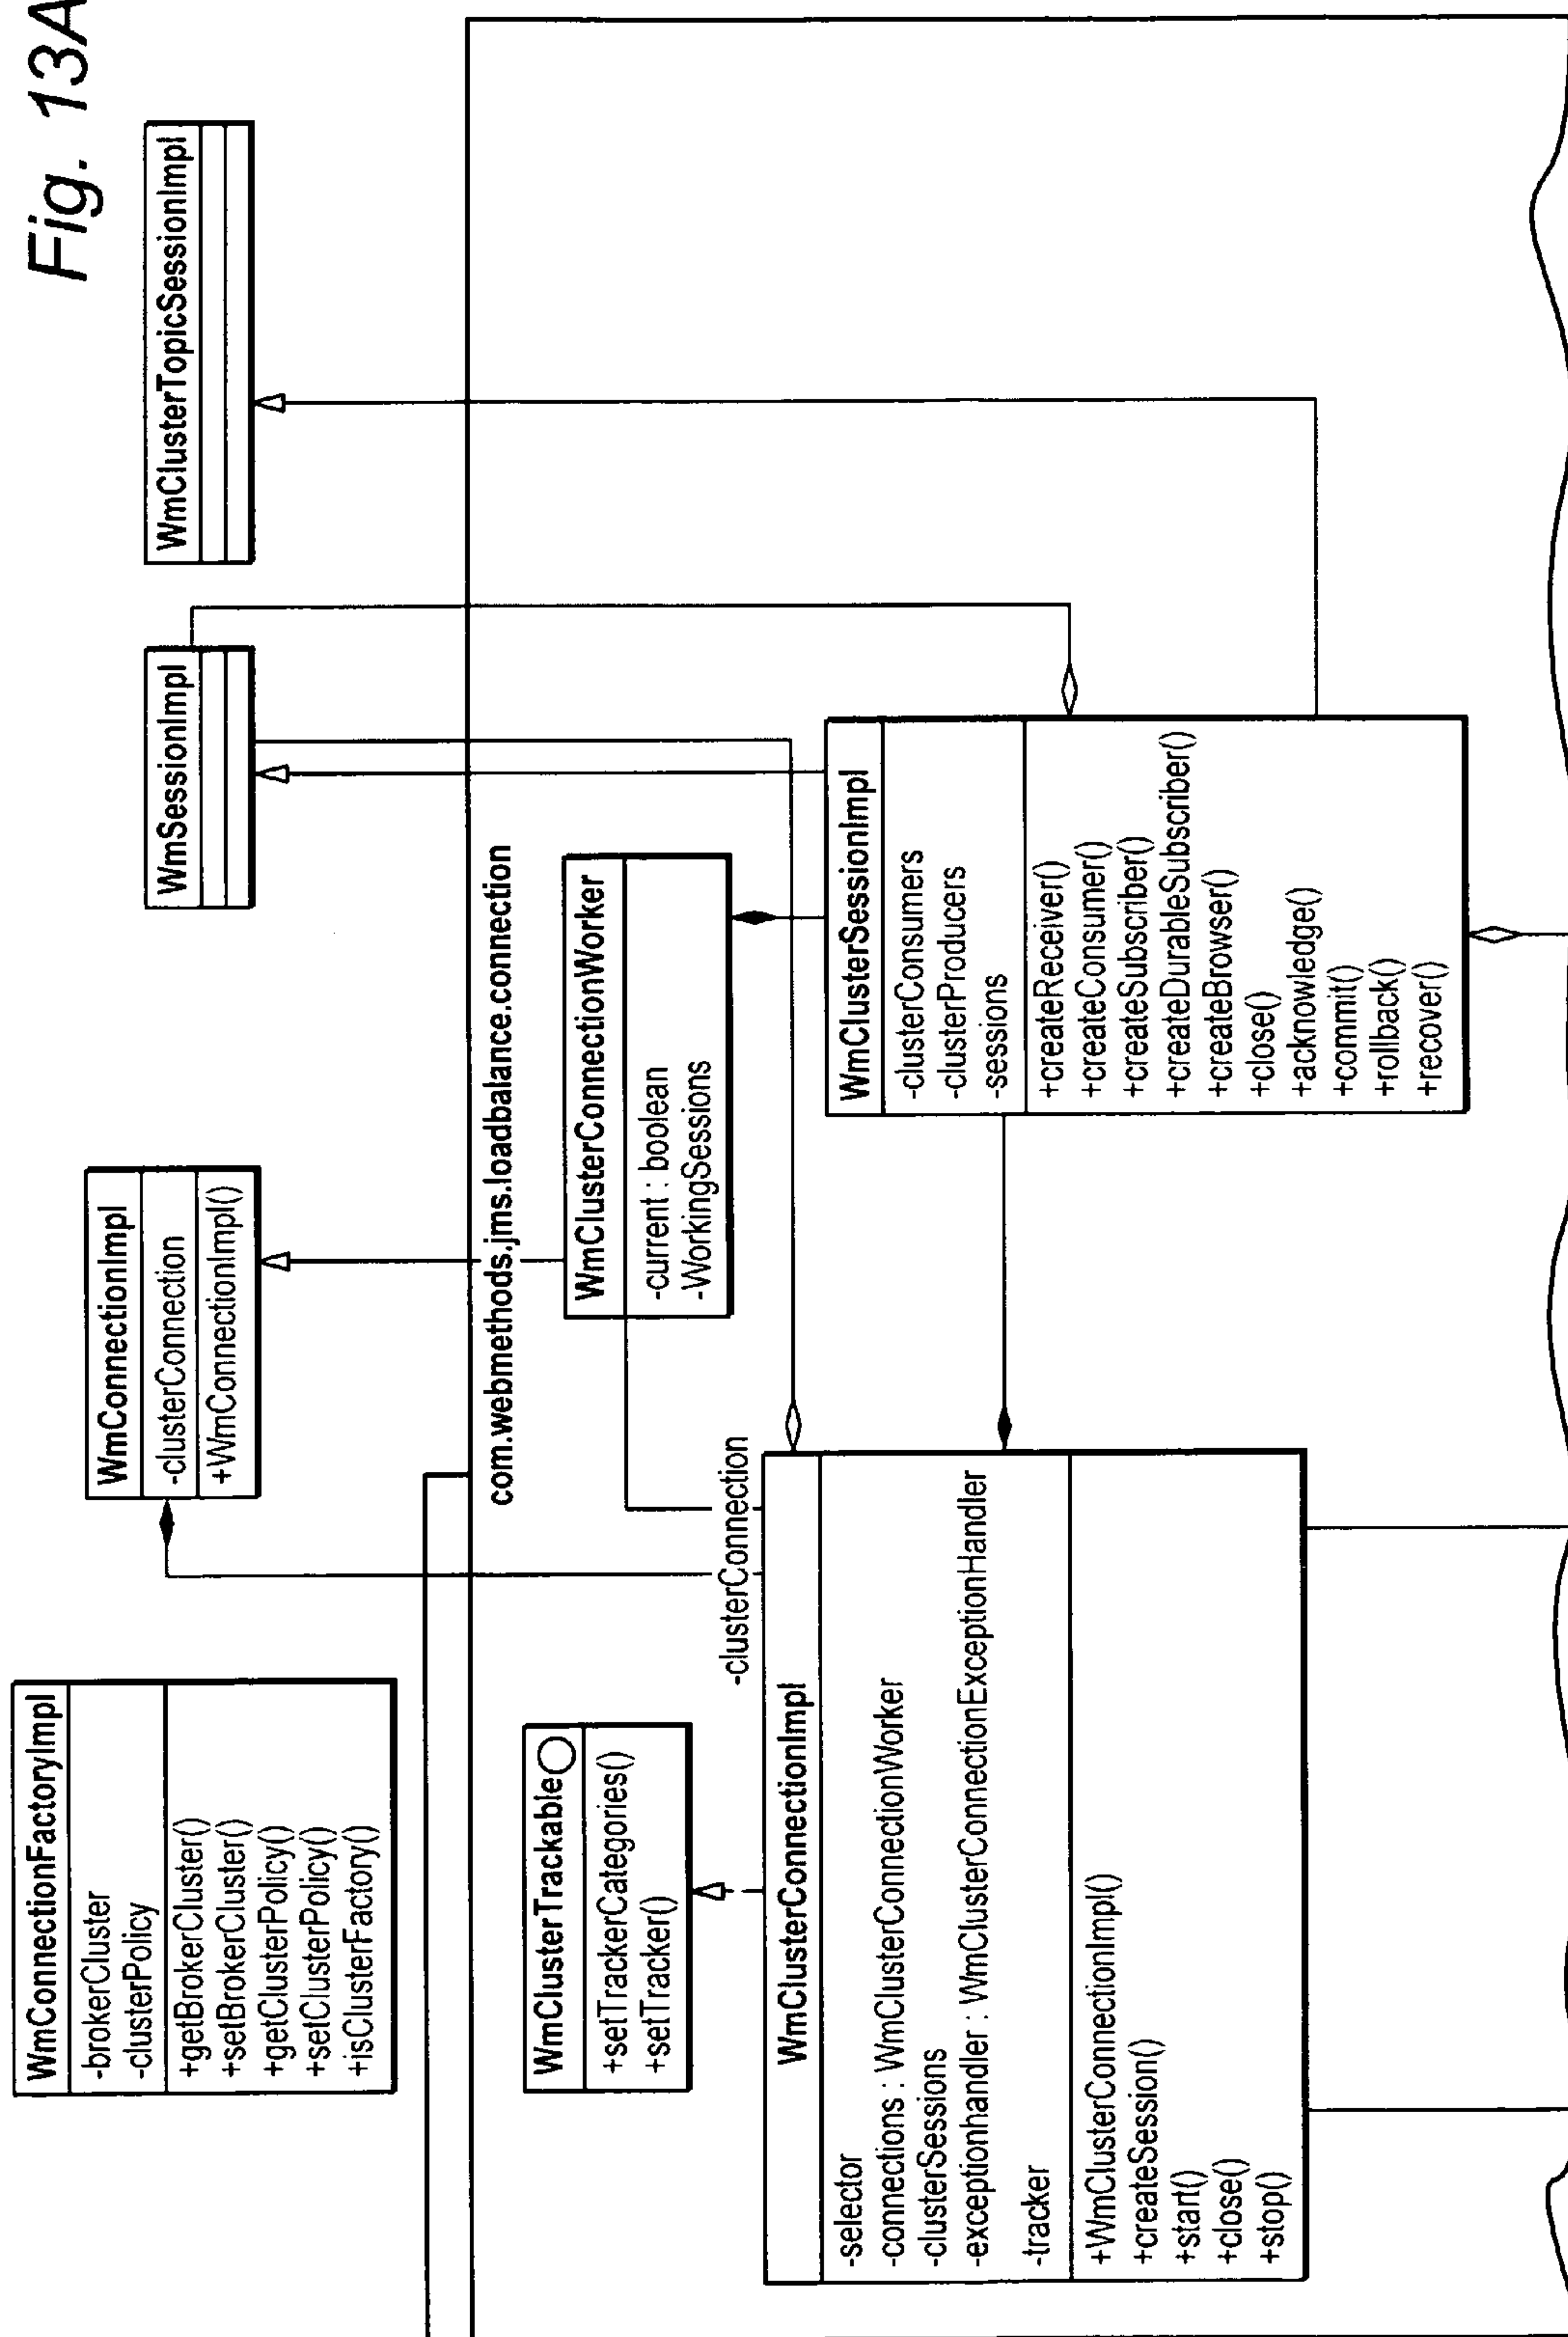 Fig. 13A
WmConnectionFactoryImpl
-brokerCluster
-clusterPolicy
+getBrokerCluster()
+setBrokerCluster()
+getClusterPolicy()
+setClusterPolicy()
+isClusterFactory()
WmConnectionImpl
-clusterConnection
+WmConnectionImpl()
WmSessionImpl
WmClusterTopicSessionImpl
com.webmethods.jms.loadbalance.connection
WmClusterTrackable
+setTrackerCategories()
+setTracker()
WmClusterConnectionWorker
-current : boolean
-WorkingSessions
-clusterConnection
WmClusterConnectionImpl
-selector
-connections : WmClusterConnectionWorker
-clusterSessions
-exceptionhandler : WmClusterConnectionExceptionHandler
-tracker
+WmClusterConnectionImpl()
+createSession()
+start()
+close()
+stop()
WmClusterSessionImpl
-clusterConsumers
-clusterProducers
-sessions
+createReceiver()
+createConsumer()
+createSubscriber()
+createDurableSubscriber()
+createBrowser()
+close()
+acknowledge()
+commit()
+rollback()
+recover()